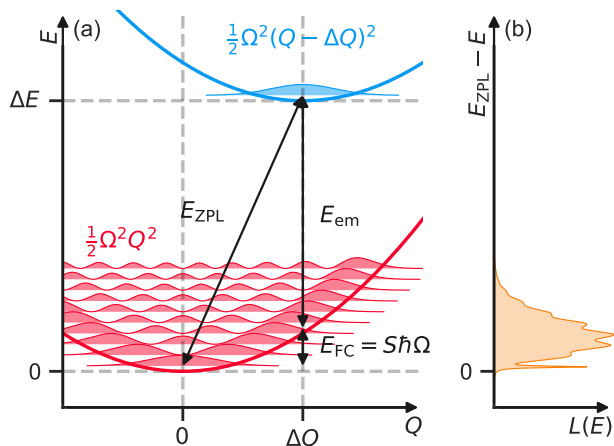 E
(a)
½Ω²(Q − ΔQ)²
ΔE
E_ZPL
E_em
½Ω²Q²
E_FC = SℏΩ
0
0
ΔQ
Q
(b)
E_ZPL − E
0
L(E)